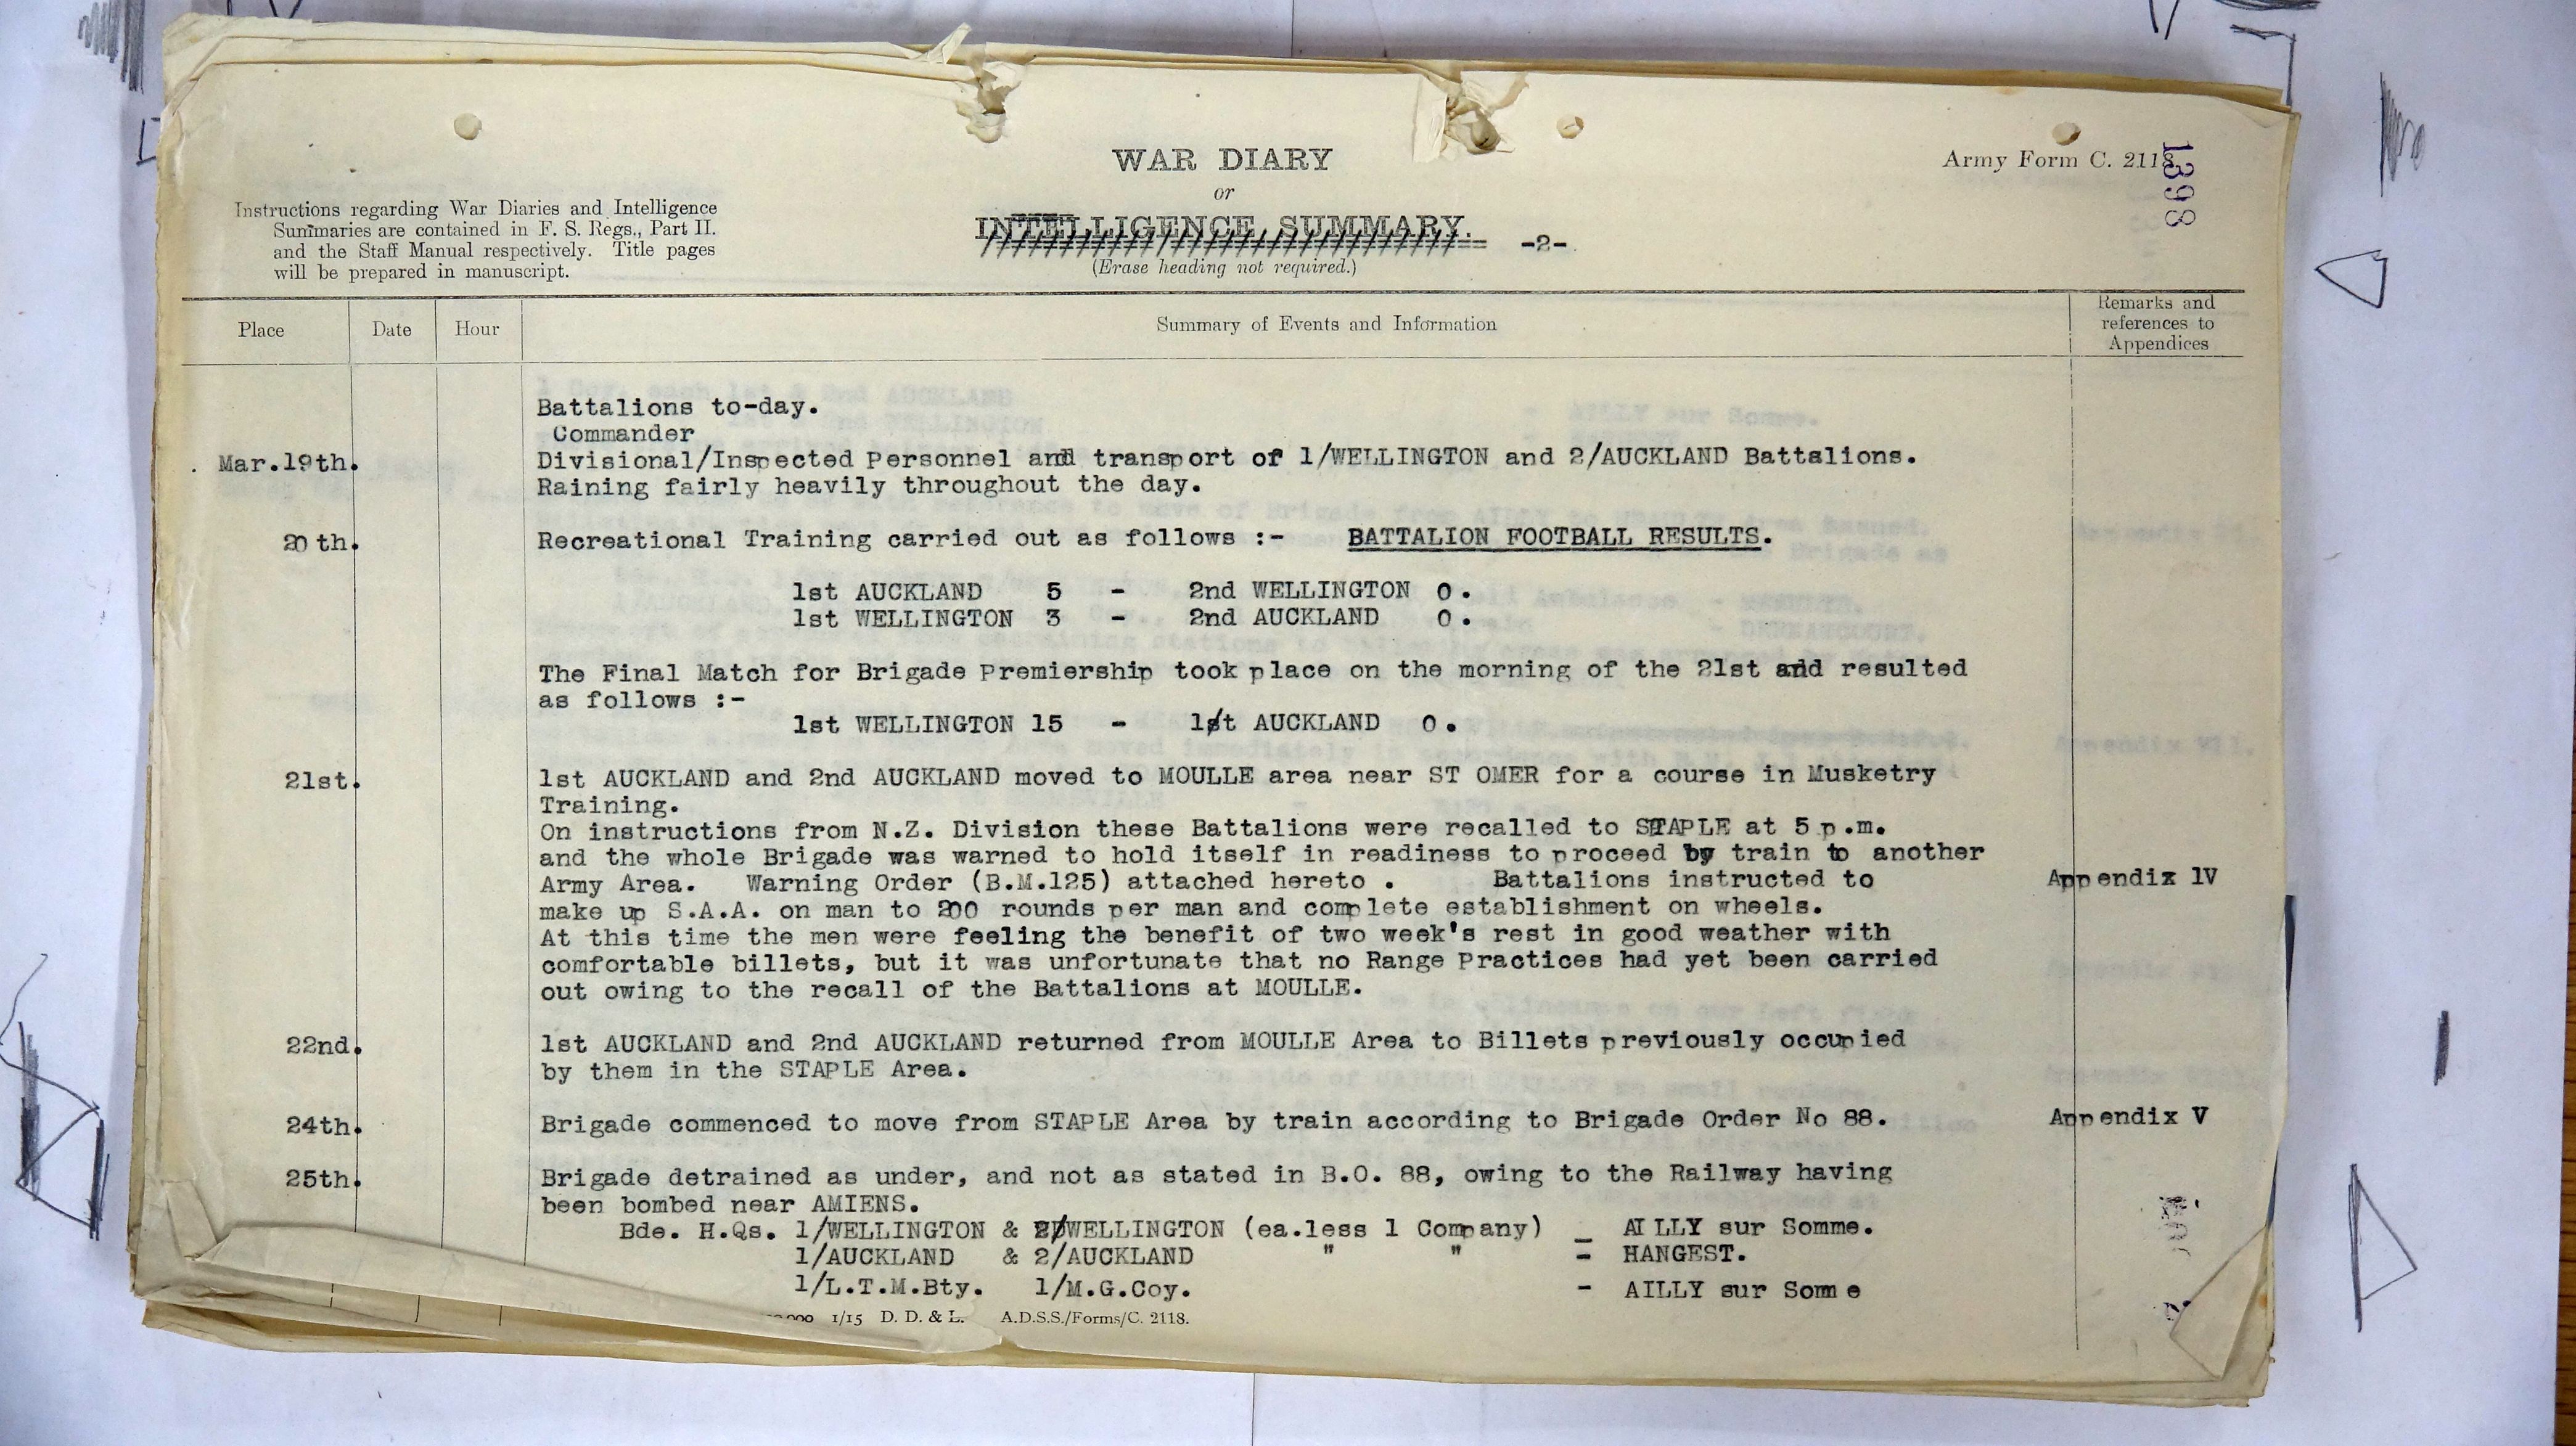 WAR DIARY
or
INTELLIGENCE SUMMARY.
-2-
(Erase heading not required.)
Army Form C. 2118
1398
Instructions regarding War Diaries and Intelligence
Summaries are contained in F. S. Regs., Part II.
and the Staff Manual respectively. Title pages
will be prepared in manuscript.
Place Date Hour Summary of Events and Information Remarks and
references to
Appendices
Battalions to-day.
Commander
Mar.19th. Divisional/Inspected Personnel and transport of 1/WELLINGTON and 2/AUCKLAND Battalions.
Raining fairly heavily throughout the day.
20 th. Recreational Training carried out as follows :- BATTALION FOOTBALL RESULTS.
1st AUCKLAND 5 - 2nd WELLINGTON 0.
1st WELLINGTON 3 - 2nd AUCKLAND 0.
The Final Match for Brigade Premiership took place on the morning of the 21st and resulted
as follows :-
1st WELLINGTON 15 - 1st AUCKLAND 0.
21st. 1st AUCKLAND and 2nd AUCKLAND moved to MOULLE area near ST OMER for a course in Musketry
Training.
On instructions from N.Z. Division these Battalions were recalled to STAPLE at 5 p.m.
and the whole Brigade was warned to hold itself in readiness to proceed by train to another
Army Area. Warning Order (B.M.125) attached hereto . Battalions instructed to Appendix 1V
make up S.A.A. on man to 200 rounds per man and complete establishment on wheels.
At this time the men were feeling the benefit of two week's rest in good weather with
comfortable billets, but it was unfortunate that no Range Practices had yet been carried
out owing to the recall of the Battalions at MOULLE.
22nd. 1st AUCKLAND and 2nd AUCKLAND returned from MOULLE Area to Billets previously occupied
by them in the STAPLE Area.
24th. Brigade commenced to move from STAPLE Area by train according to Brigade Order No 88. Appendix V
25th. Brigade detrained as under, and not as stated in B.O. 88, owing to the Railway having
been bombed near AMIENS.
Bde. H.Qs. 1/WELLINGTON & 2/WELLINGTON (ea.less 1 Company) - AILLY sur Somme.
1/AUCKLAND & 2/AUCKLAND " " - HANGEST.
1/L.T.M.Bty. 1/M.G.Coy. - AILLY sur Somme
1/15 D. D. & L. A.D.S.S./Forms/C. 2118.